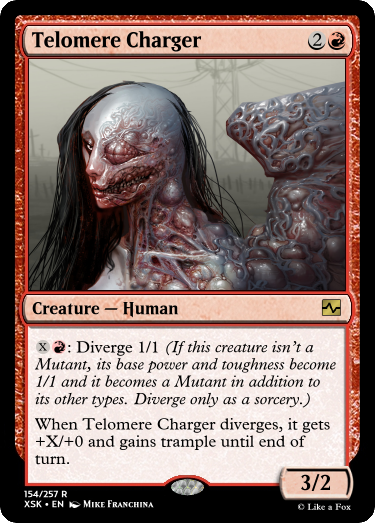 Telomere Charger 2
Creature — Human
X : Diverge 1/1 (If this creature isn't a
Mutant, its base power and toughness become
1/1 and it becomes a Mutant in addition to
its other types. Diverge only as a sorcery.)
When Telomere Charger diverges, it gets
+X/+0 and gains trample until end of
turn.
3/2
154/257 R
XSK • EN Mike Franchina
© Like a Fox